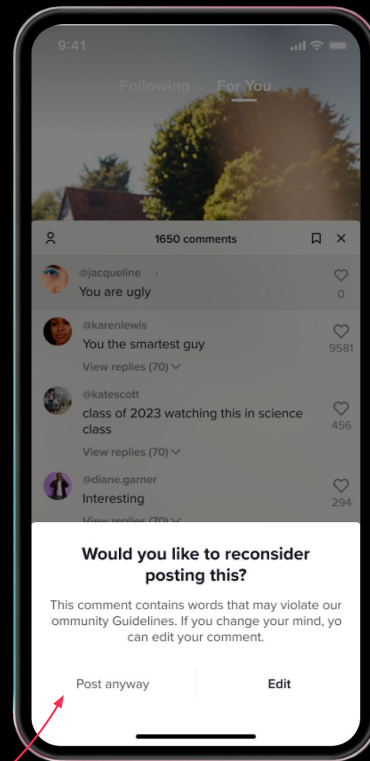 9:41
Following For You
1650 comments
@jacqueline -
You are ugly
0
@karenlewis
You the smartest guy
9581
View replies (70)
@katescott
class of 2023 watching this in science
class
456
View replies (70)
@diane.garner
Interesting
294
View replies (70)
Would you like to reconsider
posting this?
This comment contains words that may violate our
ommunity Guidelines. If you change your mind, yo
can edit your comment.
Post anyway Edit